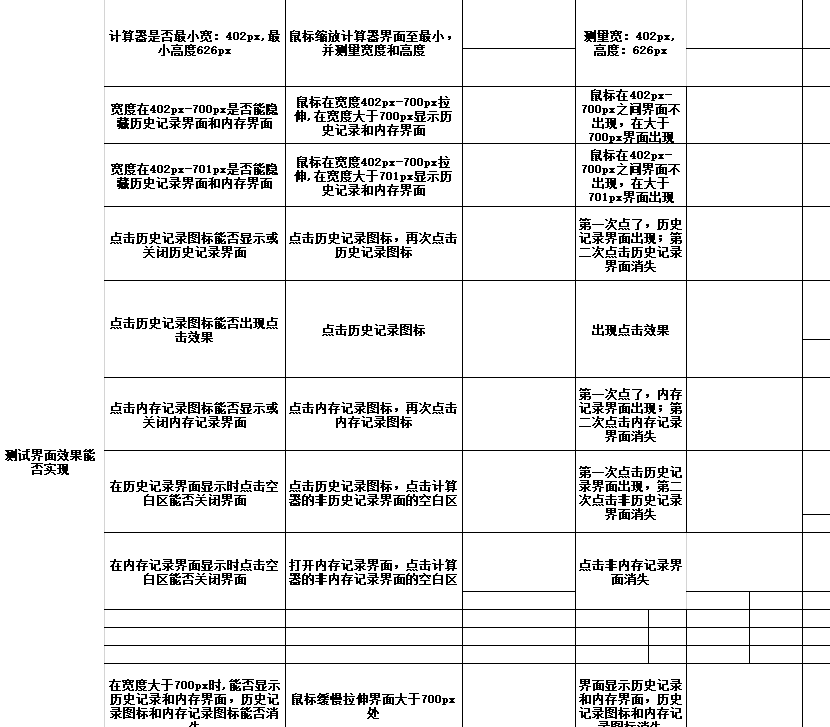 计算器是否最小宽：402px,最
小高度626px
鼠标缩放计算器界面至最小，
并测量宽度和高度
测量宽：402px,
高度：626px
宽度在402px-700px是否能隐
藏历史记录界面和内存界面
鼠标在宽度402px-700px拉
伸,在宽度大于700px显示历
史记录和内存界面
鼠标在402px-
700px之间界面不
出现，在大于
700px界面出现
宽度在402px-701px是否能隐
藏历史记录界面和内存界面
鼠标在宽度402px-700px拉
伸,在宽度大于701px显示历
史记录和内存界面
鼠标在402px-
700px之间界面不
出现，在大于
701px界面出现
点击历史记录图标能否显示或
关闭历史记录界面
点击历史记录图标，再次点击
历史记录图标
第一次点了，历史
记录界面出现；第
二次点击历史记录
界面消失
点击历史记录图标能否出现点
击效果
点击历史记录图标
出现点击效果
点击内存记录图标能否显示或
关闭内存记录界面
点击内存记录图标，再次点击
内存记录图标
第一次点了，内存
记录界面出现；第
二次点击内存记录
界面消失
测试界面效果能
否实现
在历史记录界面显示时点击空
白区能否关闭界面
点击历史记录图标，点击计算
器的非历史记录界面的空白区
第一次点击历史记
录界面出现，第二
次点击非历史记录
界面消失
在内存记录界面显示时点击空
白区能否关闭界面
打开内存记录界面，点击计算
器的非内存记录界面的空白区
点击非内存记录界
面消失
在宽度大于700px时,能否显示
历史记录和内存界面，历史记
录图标和内存记录图标能否消
失
鼠标缓慢拉伸界面大于700px
处
界面显示历史记录
和内存界面，历史
记录图标和内存记
录图标消失